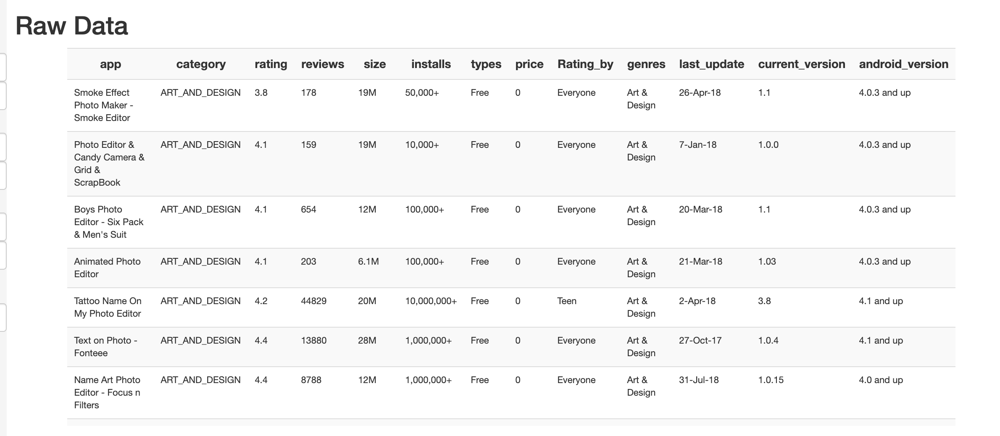 Raw Data
app category rating reviews size installs types price Rating_by genres last_update current_version android_version
Smoke Effect ART_AND_DESIGN 3.8 178 19M 50,000+ Free 0 Everyone Art & 26-Apr-18 1.1 4.0.3 and up
Photo Maker - Design
Smoke Editor
Photo Editor & ART_AND_DESIGN 4.1 159 19M 10,000+ Free 0 Everyone Art & 7-Jan-18 1.0.0 4.0.3 and up
Candy Camera & Design
Grid &
ScrapBook
Boys Photo ART_AND_DESIGN 4.1 654 12M 100,000+ Free 0 Everyone Art & 20-Mar-18 1.1 4.0.3 and up
Editor - Six Pack Design
& Men's Suit
Animated Photo ART_AND_DESIGN 4.1 203 6.1M 100,000+ Free 0 Everyone Art & 21-Mar-18 1.03 4.0.3 and up
Editor Design
Tattoo Name On ART_AND_DESIGN 4.2 44829 20M 10,000,000+ Free 0 Teen Art & 2-Apr-18 3.8 4.1 and up
My Photo Editor Design
Text on Photo - ART_AND_DESIGN 4.4 13880 28M 1,000,000+ Free 0 Everyone Art & 27-Oct-17 1.0.4 4.1 and up
Fonteee Design
Name Art Photo ART_AND_DESIGN 4.4 8788 12M 1,000,000+ Free 0 Everyone Art & 31-Jul-18 1.0.15 4.0 and up
Editor - Focus n Design
Filters